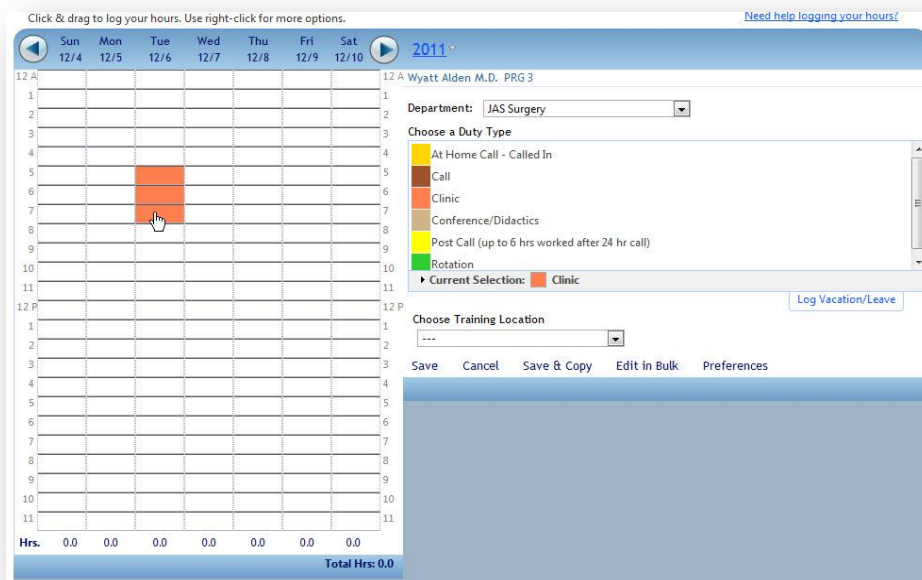 Click & drag to log your hours. Use right-click for more options.
Need help logging your hours?
Sun Mon Tue Wed Thu Fri Sat
12/4 12/5 12/6 12/7 12/8 12/9 12/10
2011
12 A 12 A
Wyatt Alden M.D. PRG 3
1 1
Department: JAS Surgery
2 2
Choose a Duty Type
3 3
At Home Call - Called In
4 4
Call
5 5
Clinic
6 6
Conference/Didactics
7 7
Post Call (up to 6 hrs worked after 24 hr call)
8 8
Rotation
9 9
Current Selection: Clinic
10 10
11 11
Log Vacation/Leave
12 P 12 P
Choose Training Location
1 1
---
2 2
Save Cancel Save & Copy Edit in Bulk Preferences
3 3
4 4
5 5
6 6
7 7
8 8
9 9
10 10
11 11
Hrs. 0.0 0.0 0.0 0.0 0.0 0.0 0.0
Total Hrs: 0.0